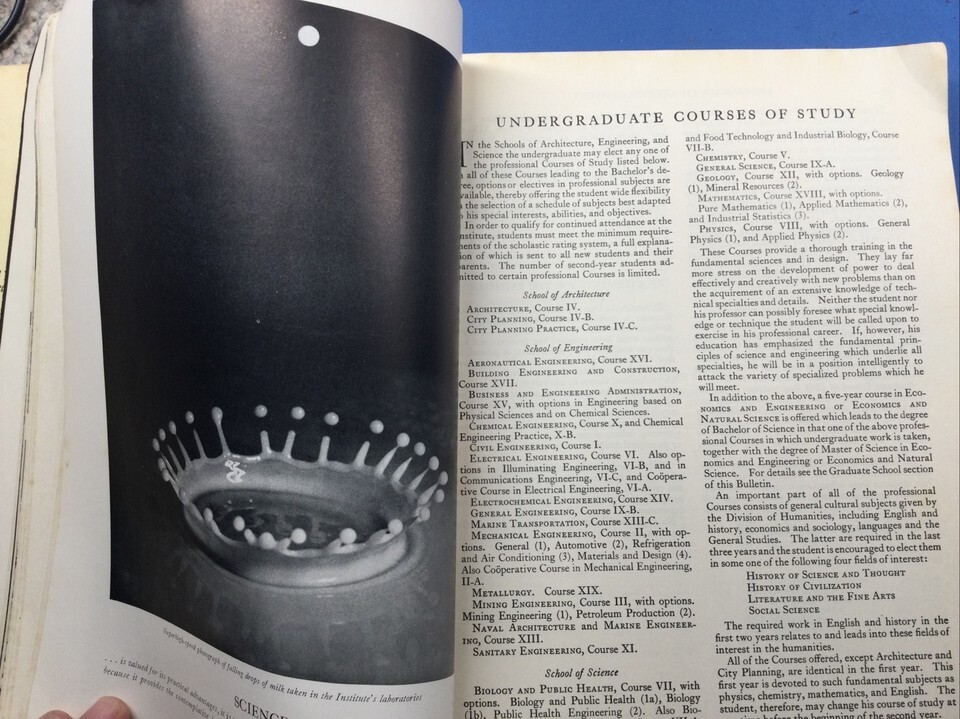 Superhigh-speed photograph of falling drops of milk taken in the Institute's laboratories
. . . is valued for its practical advantages,
because it provides the
SCIENCE
UNDERGRADUATE COURSES OF STUDY
IN the Schools of Architecture, Engineering, and
Science the undergraduate may elect any one of
the professional Courses of Study listed below.
all of these Courses leading to the Bachelor's de-
ree, options or electives in professional subjects are
vailable, thereby offering the student wide flexibility
the selection of a schedule of subjects best adapted
his special interests, abilities, and objectives.
In order to qualify for continued attendance at the
nstitute, students must meet the minimum require-
ents of the scholastic rating system, a full explana-
ion of which is sent to all new students and their
arents. The number of second-year students ad-
nitted to certain professional Courses is limited.
School of Architecture
ARCHITECTURE, Course IV.
CITY PLANNING, Course IV-B.
CITY PLANNING PRACTICE, Course IV-C.
School of Engineering
AERONAUTICAL ENGINEERING, Course XVI.
BUILDING ENGINEERING AND CONSTRUCTION,
Course XVII.
BUSINESS AND ENGINEERING ADMINISTRATION,
Course XV, with options in Engineering based on
Physical Sciences and on Chemical Sciences.
CHEMICAL ENGINEERING, Course X, and Chemical
Engineering Practice, X-B.
CIVIL ENGINEERING, Course I.
ELECTRICAL ENGINEERING, Course VI. Also op-
tions in Illuminating Engineering, VI-B, and in
Communications Engineering, VI-C, and Coöpera-
tive Course in Electrical Engineering, VI-A.
ELECTROCHEMICAL ENGINEERING, Course XIV.
GENERAL ENGINEERING, Course IX-B.
MARINE TRANSPORTATION, Course XIII-C.
MECHANICAL ENGINEERING, Course II, with op-
tions. General (1), Automotive (2), Refrigeration
and Air Conditioning (3), Materials and Design (4).
Also Coöperative Course in Mechanical Engineering,
II-A.
METALLURGY. Course XIX.
MINING ENGINEERING, Course III, with options.
Mining Engineering (1), Petroleum Production (2).
NAVAL ARCHITECTURE AND MARINE ENGINEER-
ING, Course XIII.
SANITARY ENGINEERING, Course XI.
School of Science
BIOLOGY AND PUBLIC HEALTH, Course VII, with
options. Biology and Public Health (1a), Biology
(1b), Public Health Engineering (2). Also Bio-
and Food Technology and Industrial Biology, Course
VII-B.
CHEMISTRY, Course V.
GENERAL SCIENCE, Course IX-A.
GEOLOGY, Course XII, with options. Geology
(1), Mineral Resources (2).
MATHEMATICS, Course XVIII, with options.
Pure Mathematics (1), Applied Mathematics (2),
and Industrial Statistics (3).
PHYSICS, Course VIII, with options. General
Physics (1), and Applied Physics (2).
These Courses provide a thorough training in the
fundamental sciences and in design. They lay far
more stress on the development of power to deal
effectively and creatively with new problems than on
the acquirement of an extensive knowledge of tech-
nical specialties and details. Neither the student nor
his professor can possibly foresee what special knowl-
edge or technique the student will be called upon to
exercise in his professional career. If, however, his
education has emphasized the fundamental prin-
ciples of science and engineering which underlie all
specialties, he will be in a position intelligently to
attack the variety of specialized problems which he
will meet.
In addition to the above, a five-year course in ECO-
NOMICS AND ENGINEERING or ECONOMICS AND
NATURAL SCIENCE is offered which leads to the degree
of Bachelor of Science in that one of the above profes-
sional Courses in which undergraduate work is taken,
together with the degree of Master of Science in Eco-
nomics and Engineering or Economics and Natural
Science. For details see the Graduate School section
of this Bulletin.
An important part of all of the professional
Courses consists of general cultural subjects given by
the Division of Humanities, including English and
history, economics and sociology, languages and the
General Studies. The latter are required in the last
three years and the student is encouraged to elect them
in some one of the following four fields of interest:
HISTORY OF SCIENCE AND THOUGHT
HISTORY OF CIVILIZATION
LITERATURE AND THE FINE ARTS
SOCIAL SCIENCE
The required work in English and history in the
first two years relates to and leads into these fields of
interest in the humanities.
All of the Courses offered, except Architecture and
City Planning, are identical in the first year. This
first year is devoted to such fundamental subjects as
physics, chemistry, mathematics, and English. The
student, therefore, may change his course of study at
time before the beginning of the second year.